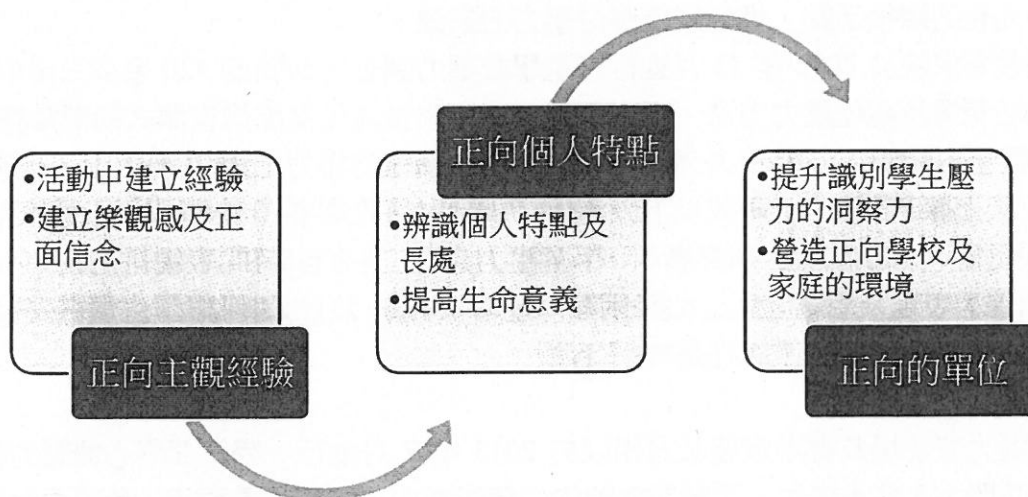 •活動中建立經驗
•建立樂觀感及正
面信念
正向主觀經驗
正向個人特點
•辨識個人特點及
長處
•提高生命意義
•提升識別學生壓
力的洞察力
•營造正向學校及
家庭的環境
正向的單位